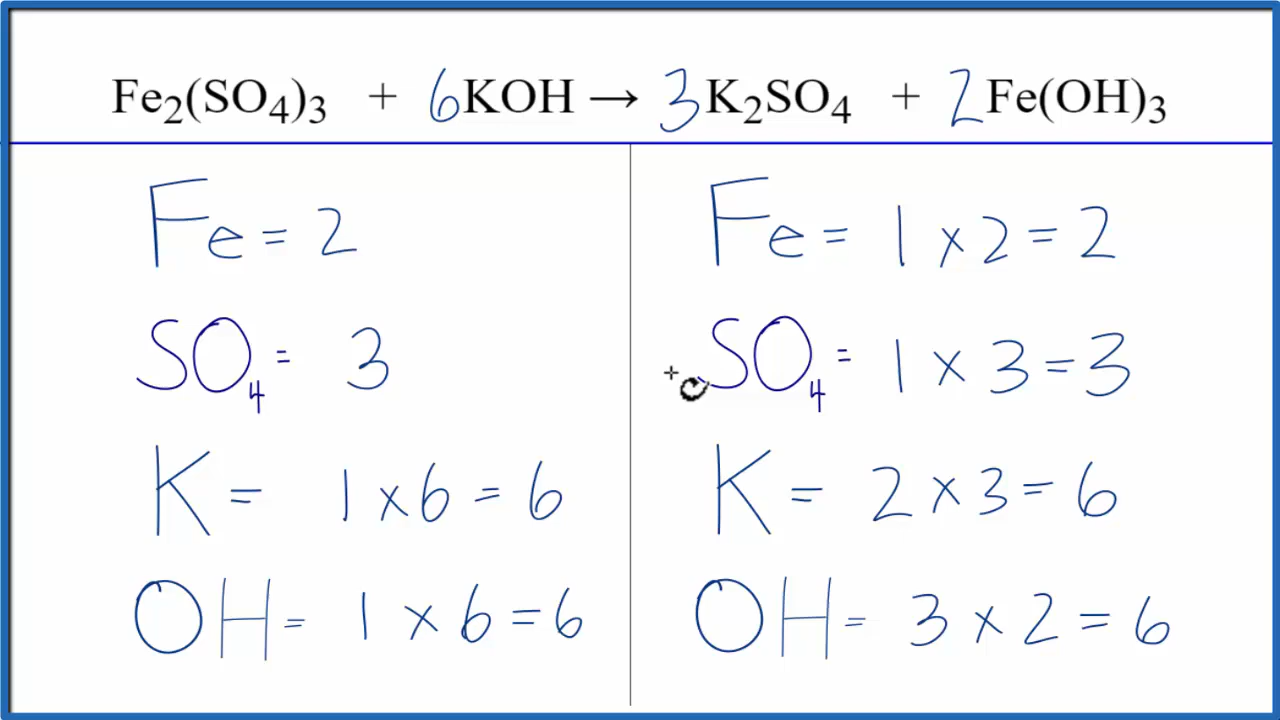 Fe₂(SO₄)₃ + 6KOH → 3K₂SO₄ + 2Fe(OH)₃
Fe = 2
SO₄ = 3
K = 1 x 6 = 6
OH = 1 x 6 = 6
Fe = 1 x 2 = 2
SO₄ = 1 x 3 = 3
K = 2 x 3 = 6
OH = 3 x 2 = 6